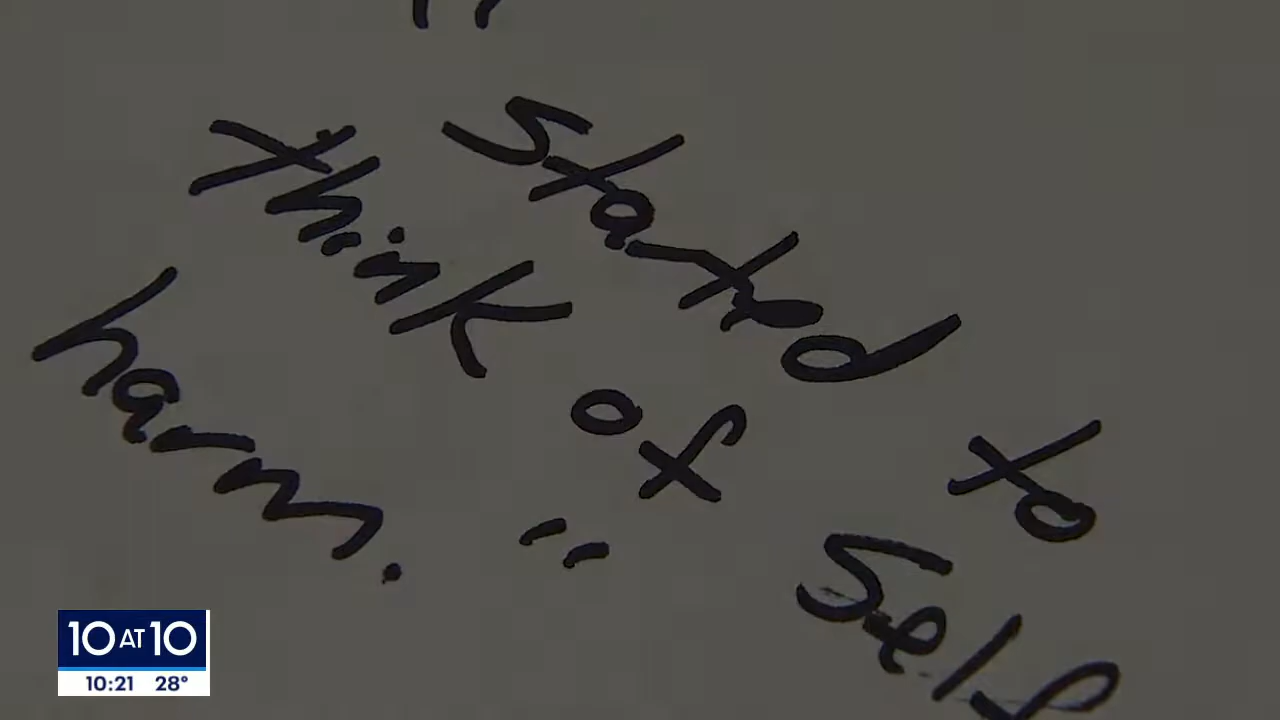 started to
think of self
harm."
10 AT 10
10:21 28°